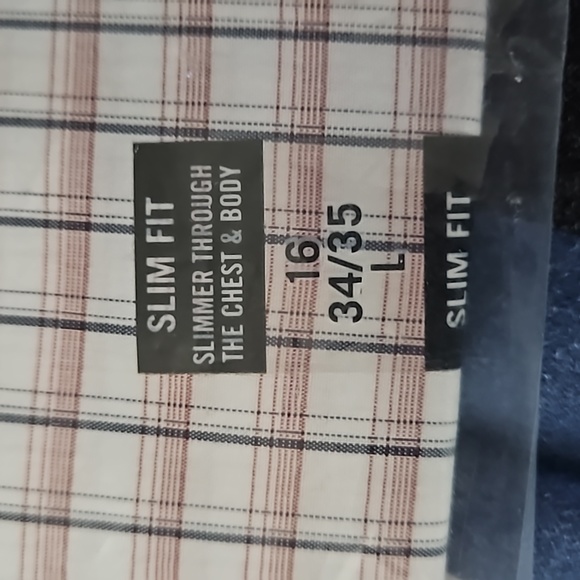 SLIM FIT
SLIMMER THROUGH
THE CHEST & BODY
16
34/35
L
SLIM FIT